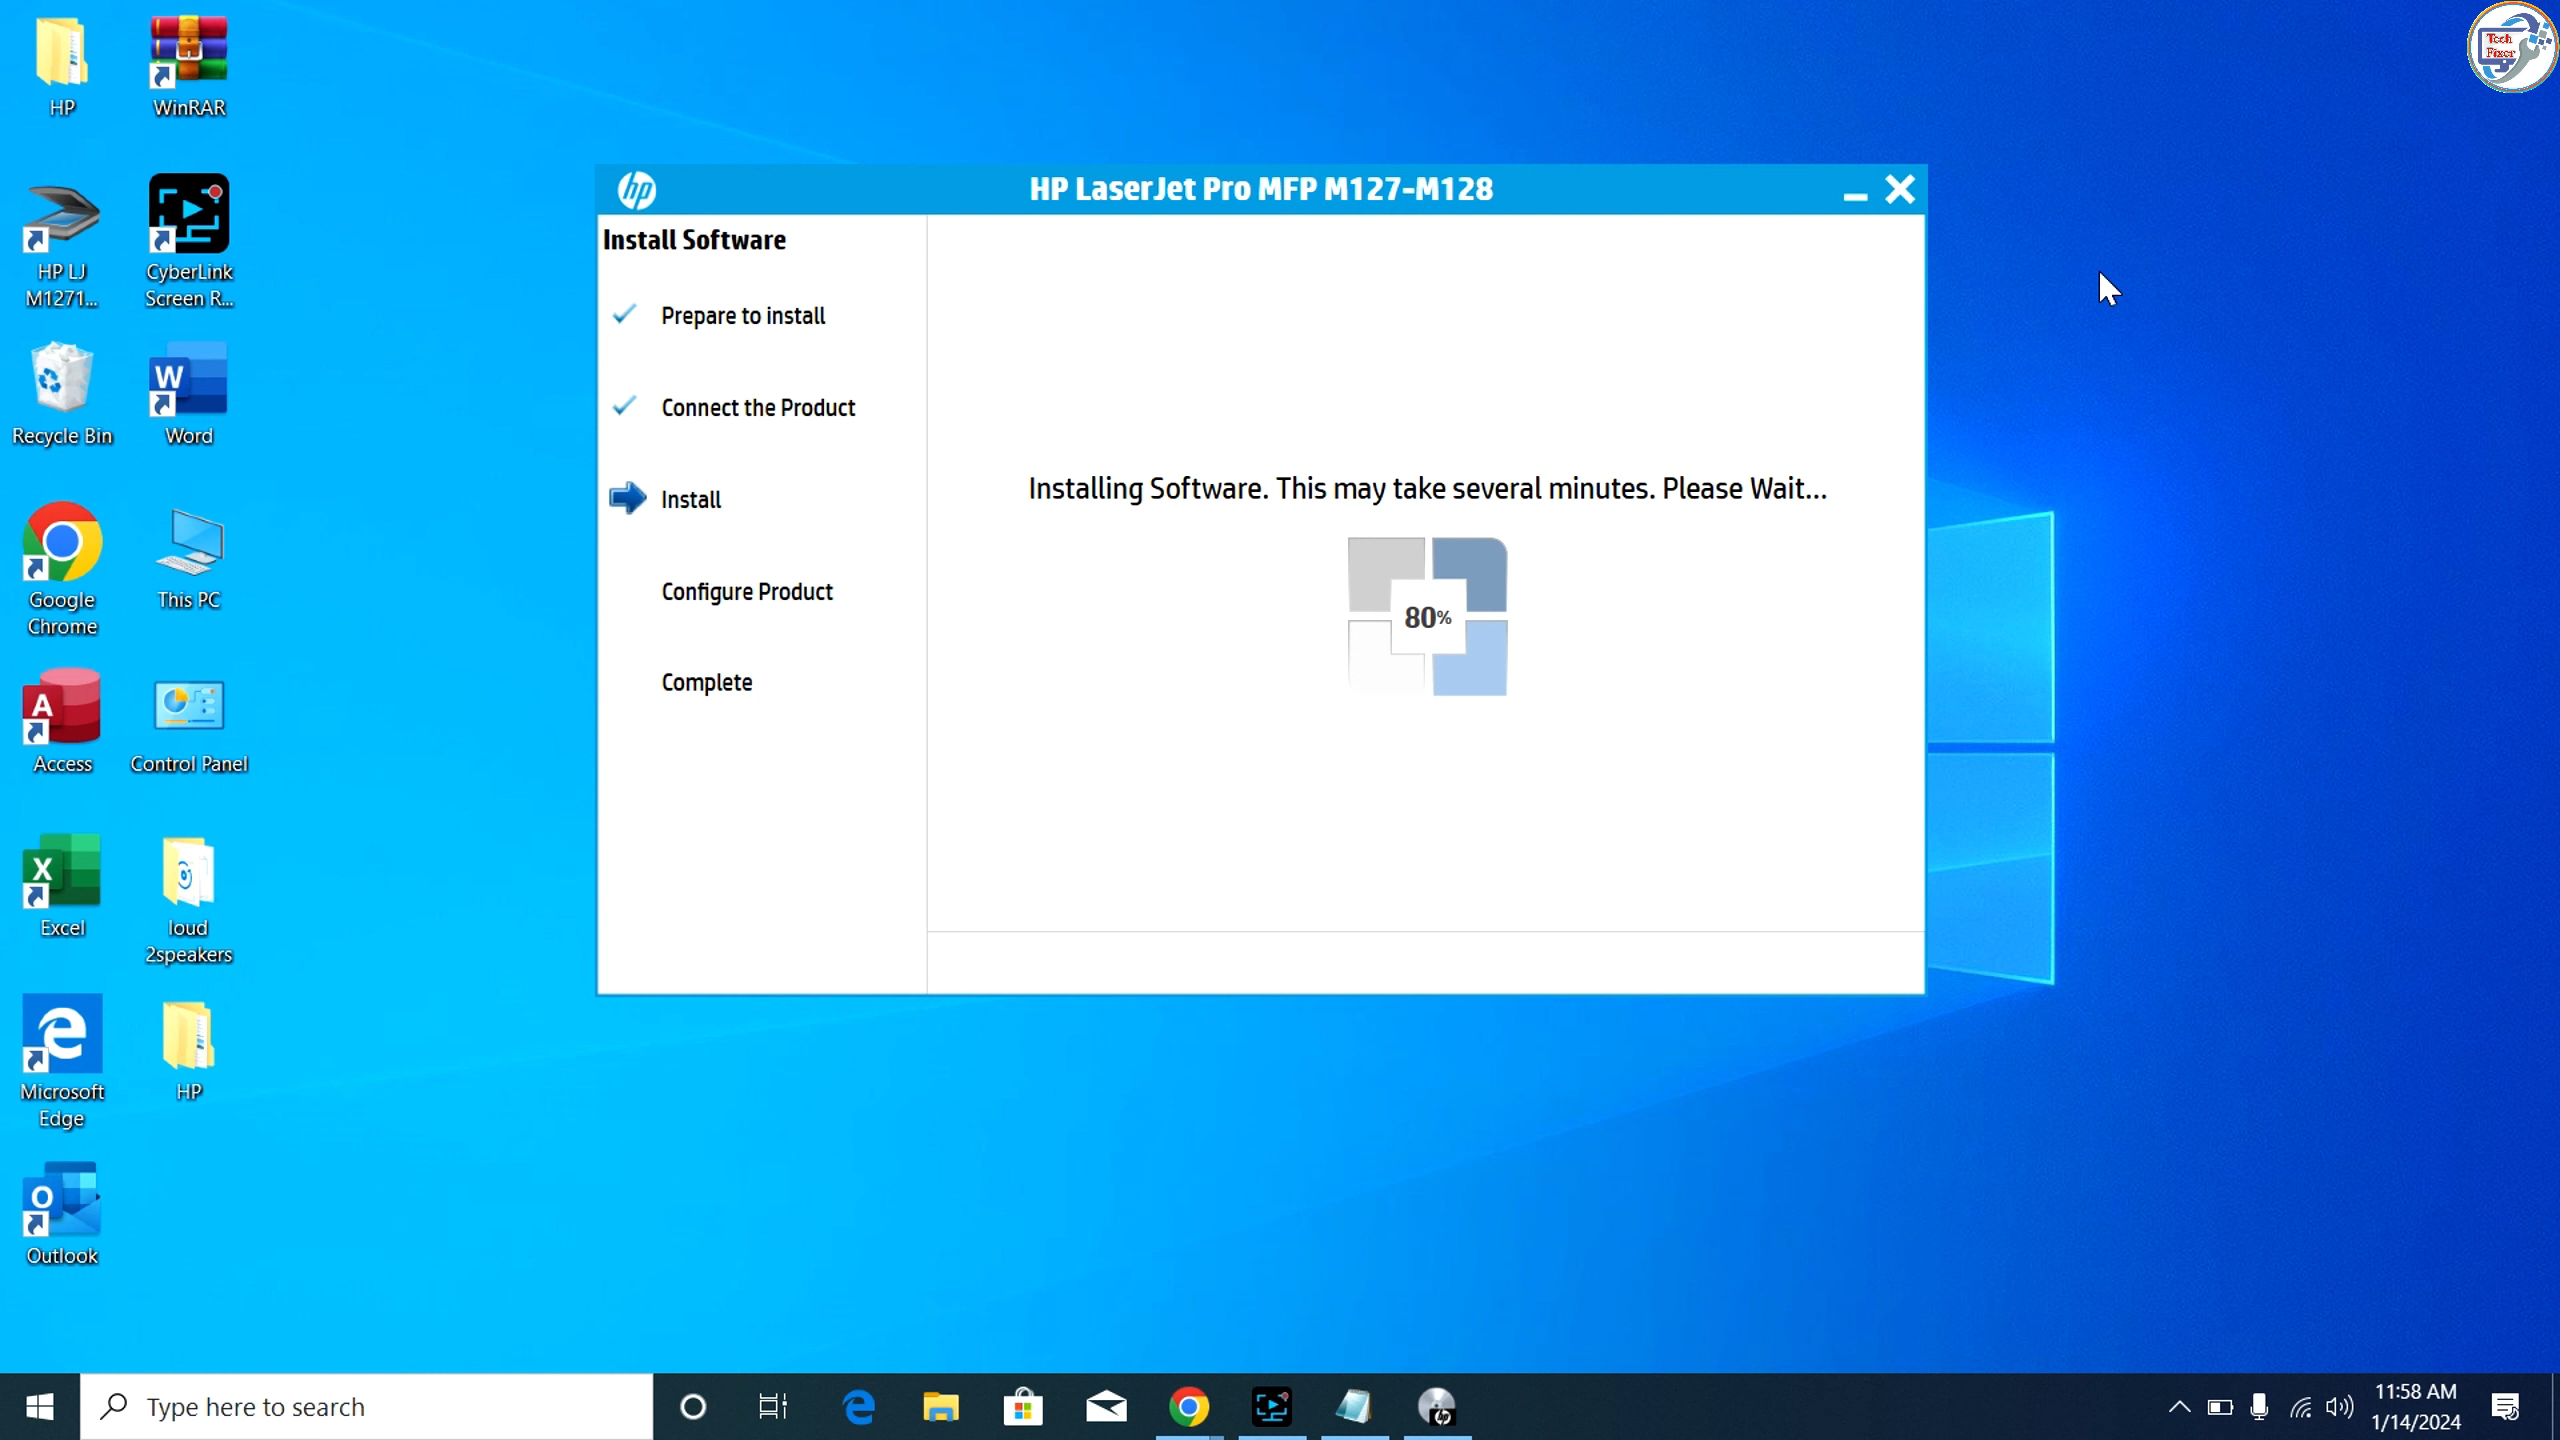 HP
WinRAR
HP LJ
M1271...
CyberLink
Screen R...
Recycle Bin
Word
Google
Chrome
This PC
Access
Control Panel
Excel
loud
2speakers
Microsoft
Edge
HP
Outlook
Tech
Fixer
hp
HP LaserJet Pro MFP M127-M128
Install Software
Prepare to install
Connect the Product
Install
Configure Product
Complete
Installing Software. This may take several minutes. Please Wait...
80%
Type here to search
11:58 AM
1/14/2024